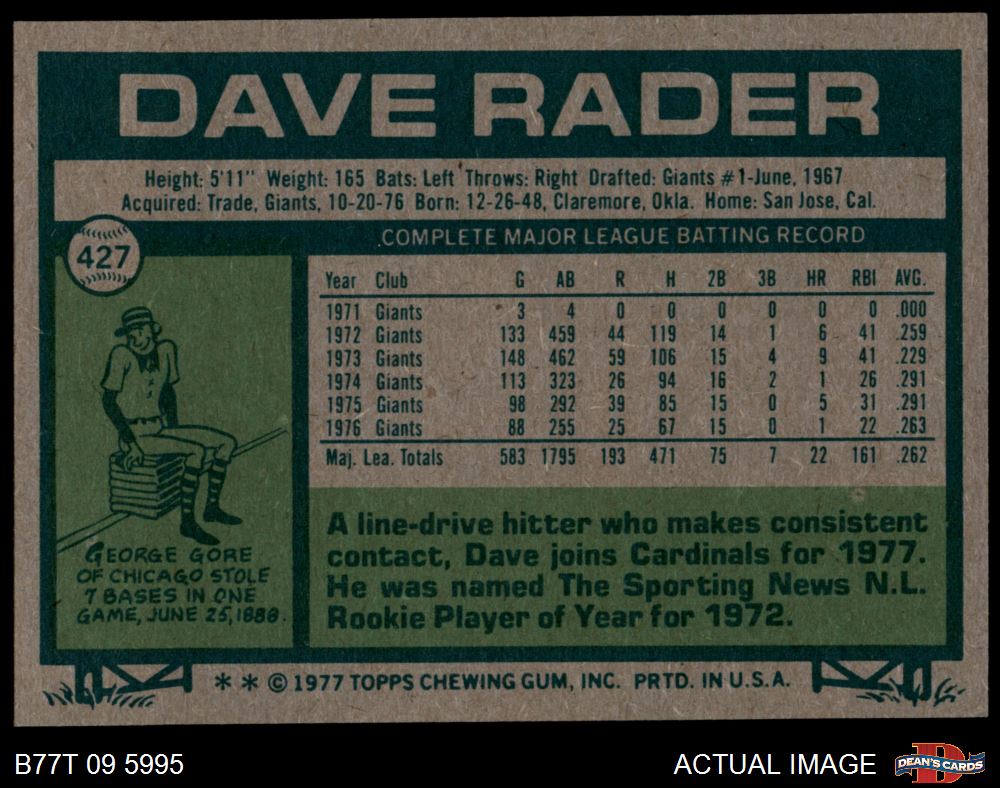 DAVE RADER
Height: 5'11" Weight: 165 Bats: Left Throws: Right Drafted: Giants #1-June, 1967
Acquired: Trade, Giants, 10-20-76 Born: 12-26-48, Claremore, Okla. Home: San Jose, Cal.
427
COMPLETE MAJOR LEAGUE BATTING RECORD
Year Club G AB R H 2B 3B HR RBI AVG.
1971 Giants 3 4 0 0 0 0 0 0 .000
1972 Giants 133 459 44 119 14 1 6 41 .259
1973 Giants 148 462 59 106 15 4 9 41 .229
1974 Giants 113 323 26 94 16 2 1 26 .291
1975 Giants 98 292 39 85 15 0 5 31 .291
1976 Giants 88 255 25 67 15 0 1 22 .263
Maj. Lea. Totals 583 1795 193 471 75 7 22 161 .262
GEORGE GORE
OF CHICAGO STOLE
7 BASES IN ONE
GAME, JUNE 25, 1888.
A line-drive hitter who makes consistent
contact, Dave joins Cardinals for 1977.
He was named The Sporting News N.L.
Rookie Player of Year for 1972.
* * © 1977 TOPPS CHEWING GUM, INC. PRTD. IN U.S.A.
B77T 09 5995
ACTUAL IMAGE
DEAN'S CARDS